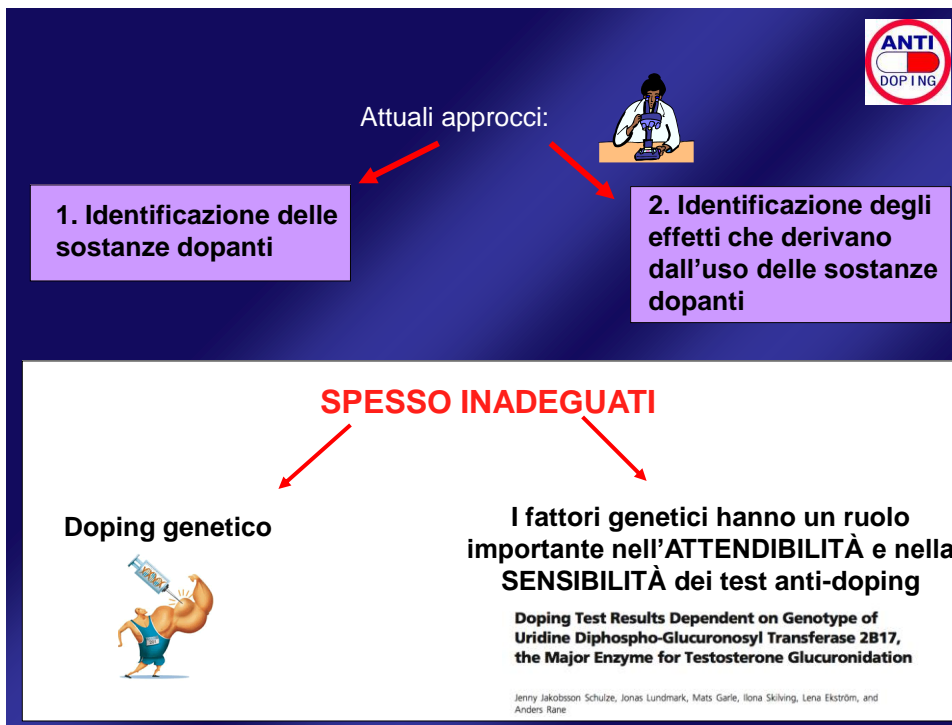 ANTI
DOPING
Attuali approcci:
1. Identificazione delle
sostanze dopanti
2. Identificazione degli
effetti che derivano
dall'uso delle sostanze
dopanti
SPESSO INADEGUATI
Doping genetico
I fattori genetici hanno un ruolo
importante nell'ATTENDIBILITÀ e nella
SENSIBILITÀ dei test anti-doping
Doping Test Results Dependent on Genotype of
Uridine Diphospho-Glucuronosyl Transferase 2B17,
the Major Enzyme for Testosterone Glucuronidation
Jenny Jakobsson Schulze, Jonas Lundmark, Mats Garle, Ilona Skilving, Lena Ekström, and
Anders Rane